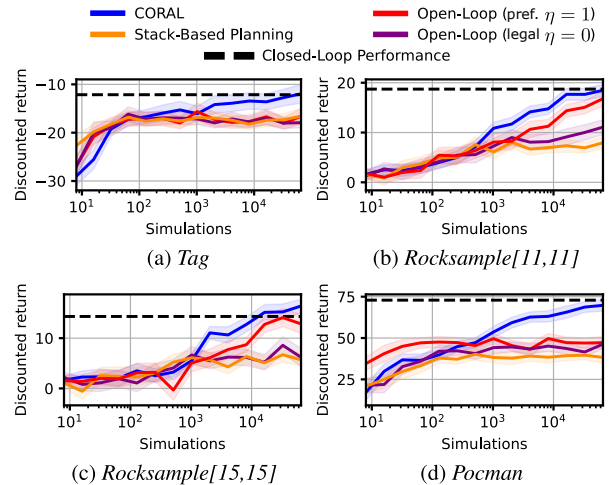 CORAL
Stack-Based Planning
Open-Loop (pref. η = 1)
Open-Loop (legal η = 0)
Closed-Loop Performance
Discounted return
−10
−20
−30
10¹ 10² 10³ 10⁴
Simulations
(a) Tag
Discounted retur
20
10
0
10¹ 10² 10³ 10⁴
Simulations
(b) Rocksample[11,11]
Discounted return
10
0
10¹ 10² 10³ 10⁴
Simulations
(c) Rocksample[15,15]
Discounted return
75
50
25
10¹ 10² 10³ 10⁴
Simulations
(d) Pocman